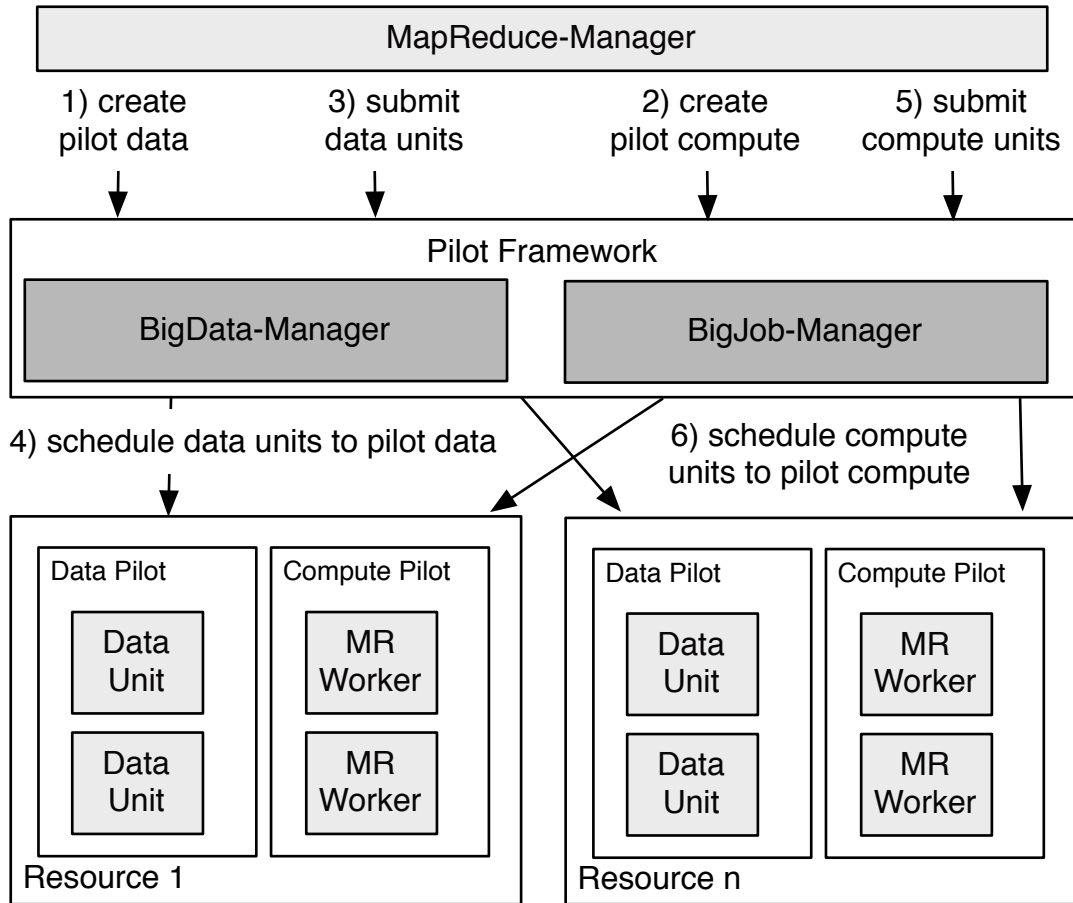 MapReduce-Manager
1) create
pilot data
3) submit
data units
2) create
pilot compute
5) submit
compute units
Pilot Framework
BigData-Manager
BigJob-Manager
4) schedule data units to pilot data
6) schedule compute
units to pilot compute
Data Pilot
Data
Unit
Data
Unit
Compute Pilot
MR
Worker
MR
Worker
Resource 1
Data Pilot
Data
Unit
Data
Unit
Compute Pilot
MR
Worker
MR
Worker
Resource n